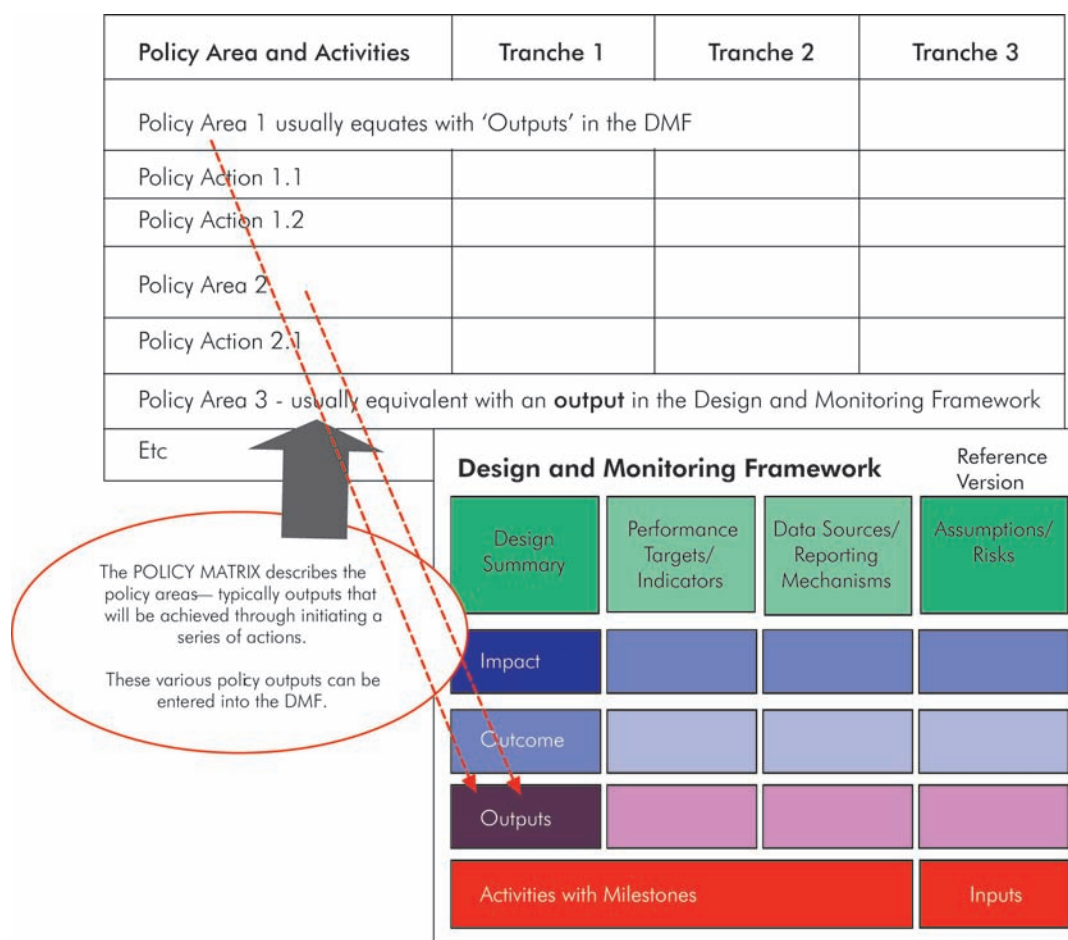 Policy Area and Activities
Tranche 1
Tranche 2
Tranche 3
Policy Area 1 usually equates with ‘Outputs’ in the DMF
Policy Action 1.1
Policy Action 1.2
Policy Area 2
Policy Action 2.1
Policy Area 3 - usually equivalent with an output in the Design and Monitoring Framework
Etc
The POLICY MATRIX describes the
policy areas— typically outputs that
will be achieved through initiating a
series of actions.
These various policy outputs can be
entered into the DMF.
Design and Monitoring Framework
Reference
Version
Design
Summary
Performance
Targets/
Indicators
Data Sources/
Reporting
Mechanisms
Assumptions/
Risks
Impact
Outcome
Outputs
Activities with Milestones
Inputs